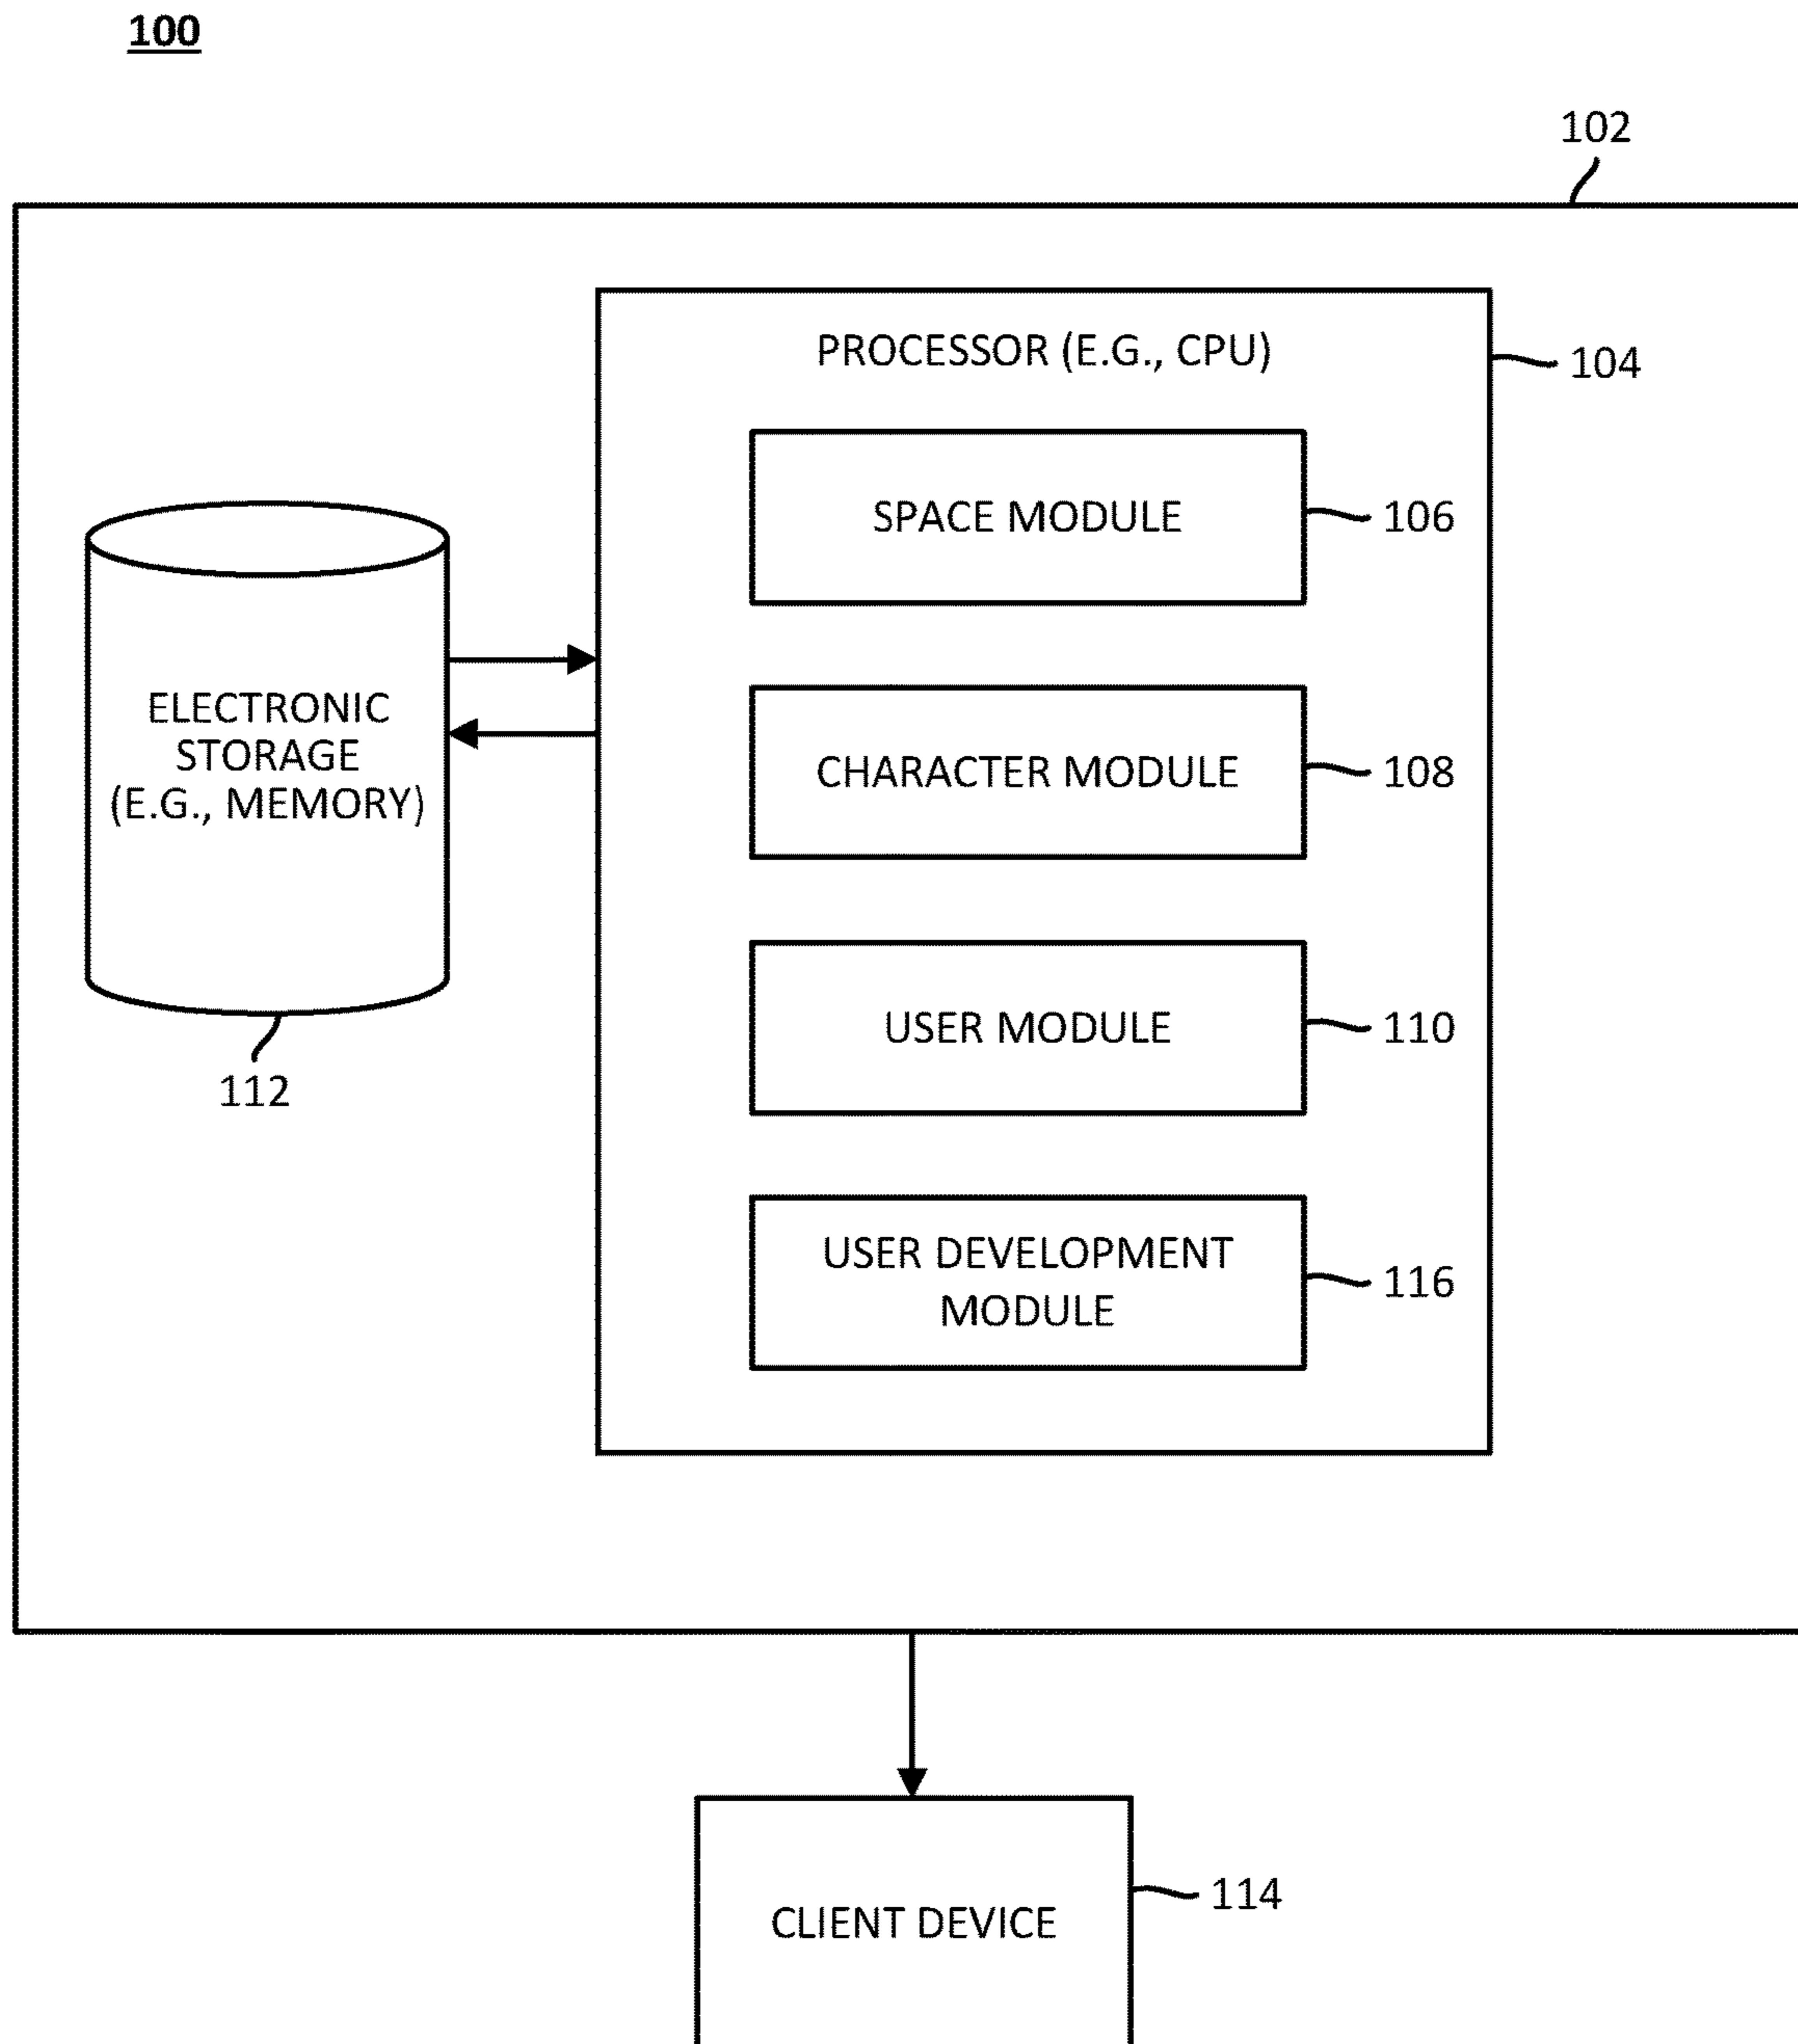 100
102
PROCESSOR (E.G., CPU)
104
SPACE MODULE
106
ELECTRONIC
STORAGE
(E.G., MEMORY)
CHARACTER MODULE
108
USER MODULE
110
112
USER DEVELOPMENT
MODULE
116
CLIENT DEVICE
114